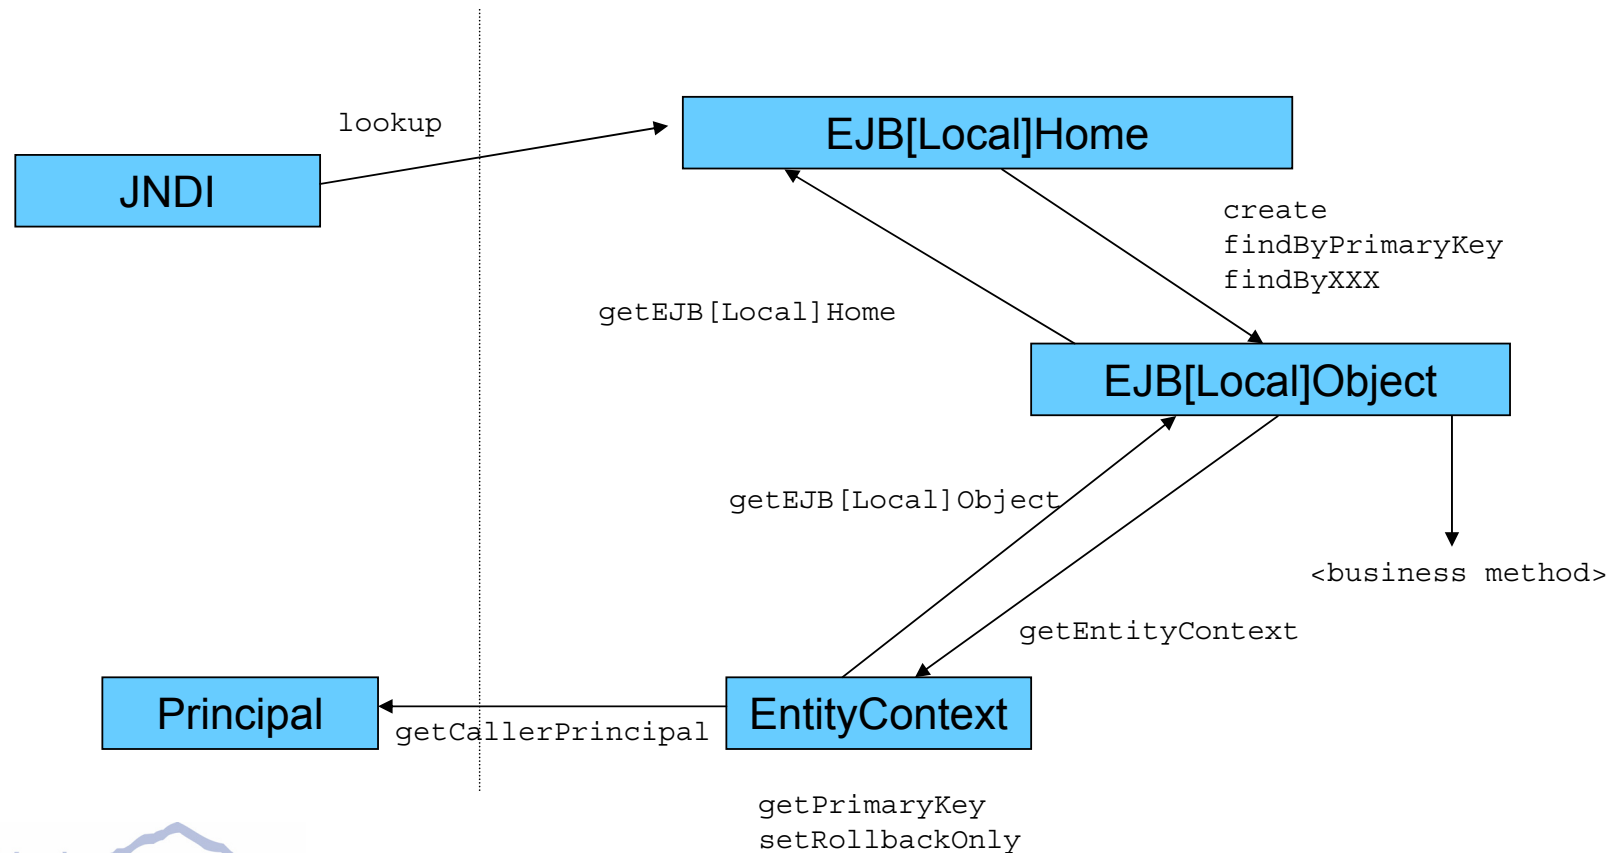 lookup
EJB[Local]Home
JNDI
create
findByPrimaryKey
findByXXX
getEJB[Local]Home
EJB[Local]Object
getEJB[Local]Object
<business method>
getEntityContext
Principal
getCallerPrincipal
EntityContext
getPrimaryKey
setRollbackOnly